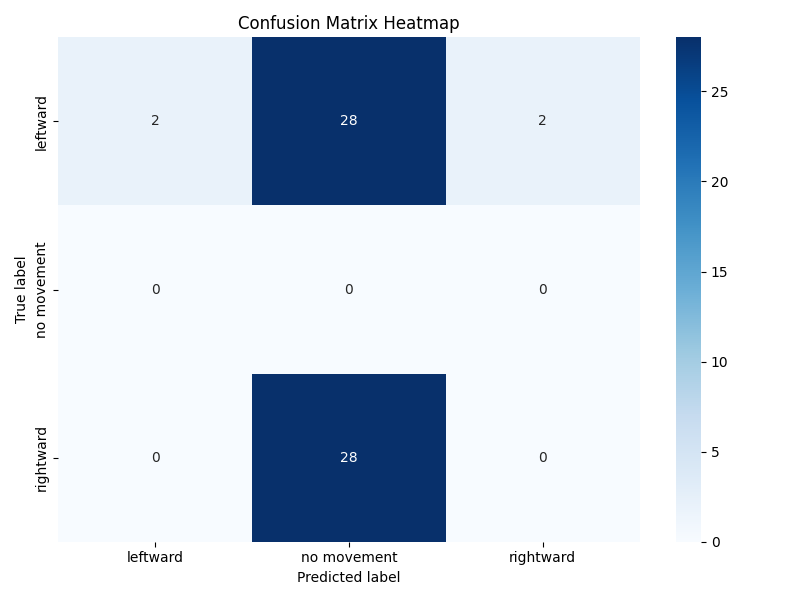 Confusion Matrix Heatmap
True label
leftward
2 28 2
no movement
0 0 0
rightward
0 28 0
leftward no movement rightward
Predicted label
25
20
15
10
5
0